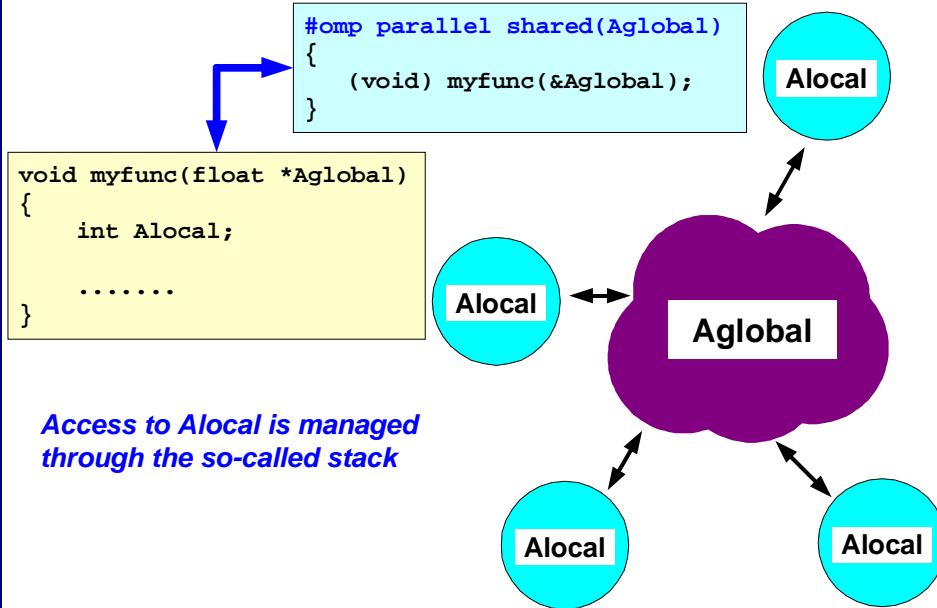 #omp parallel shared(Aglobal)
{
(void) myfunc(&Aglobal);
}
void myfunc(float *Aglobal)
{
int Alocal;
.......
}
Access to Alocal is managed
through the so-called stack
Alocal
Alocal
Aglobal
Alocal
Alocal